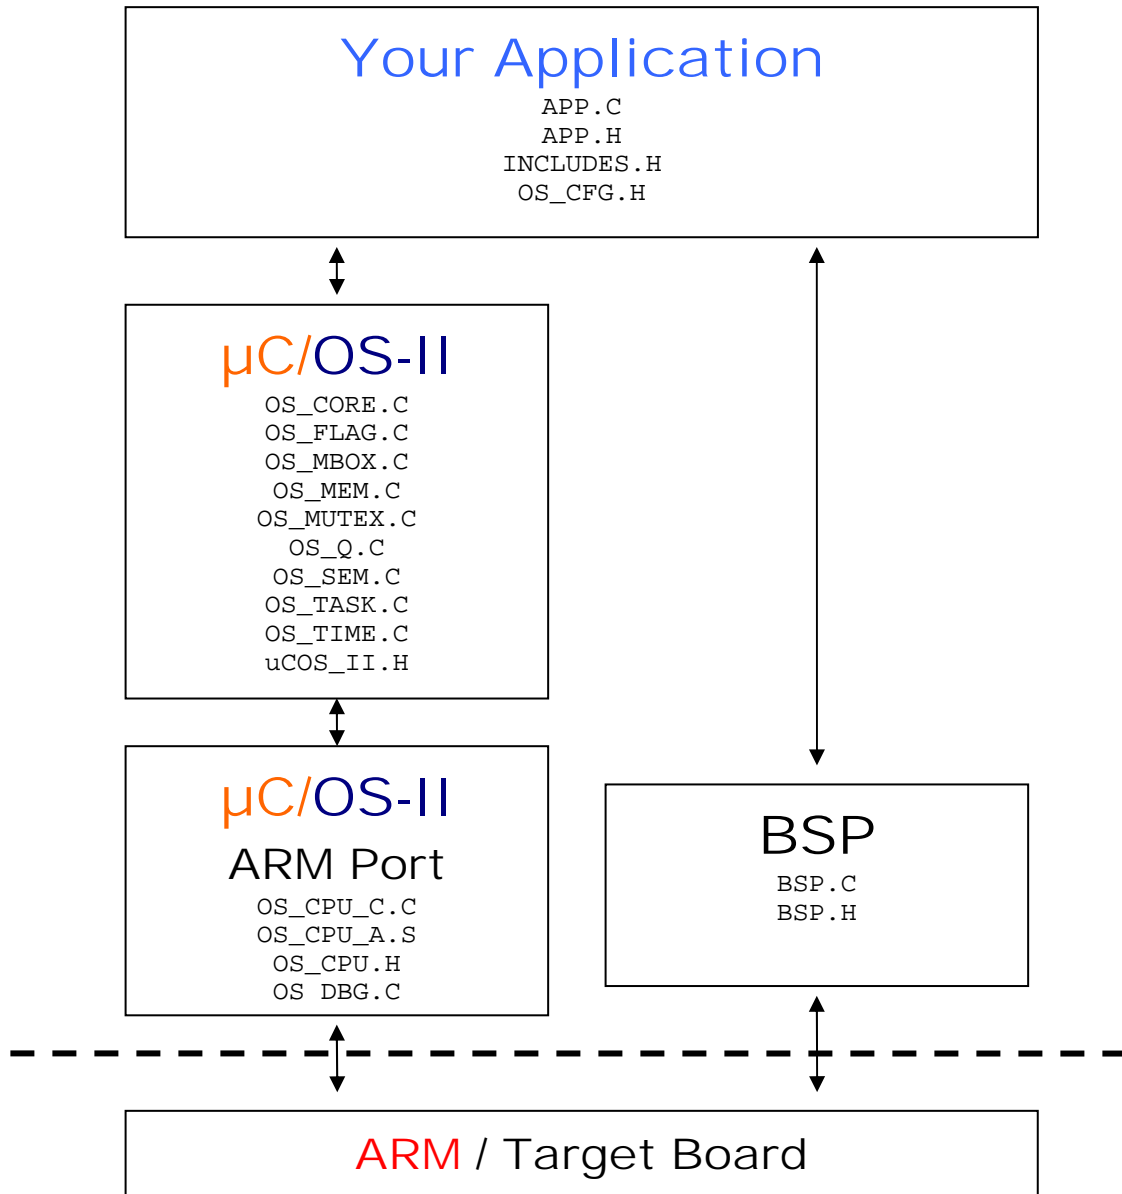 Your Application
APP.C
APP.H
INCLUDES.H
OS_CFG.H
µC/OS-II
OS_CORE.C
OS_FLAG.C
OS_MBOX.C
OS_MEM.C
OS_MUTEX.C
OS_Q.C
OS_SEM.C
OS_TASK.C
OS_TIME.C
uCOS_II.H
µC/OS-II
ARM Port
OS_CPU_C.C
OS_CPU_A.S
OS_CPU.H
OS DBG.C
BSP
BSP.C
BSP.H
ARM / Target Board